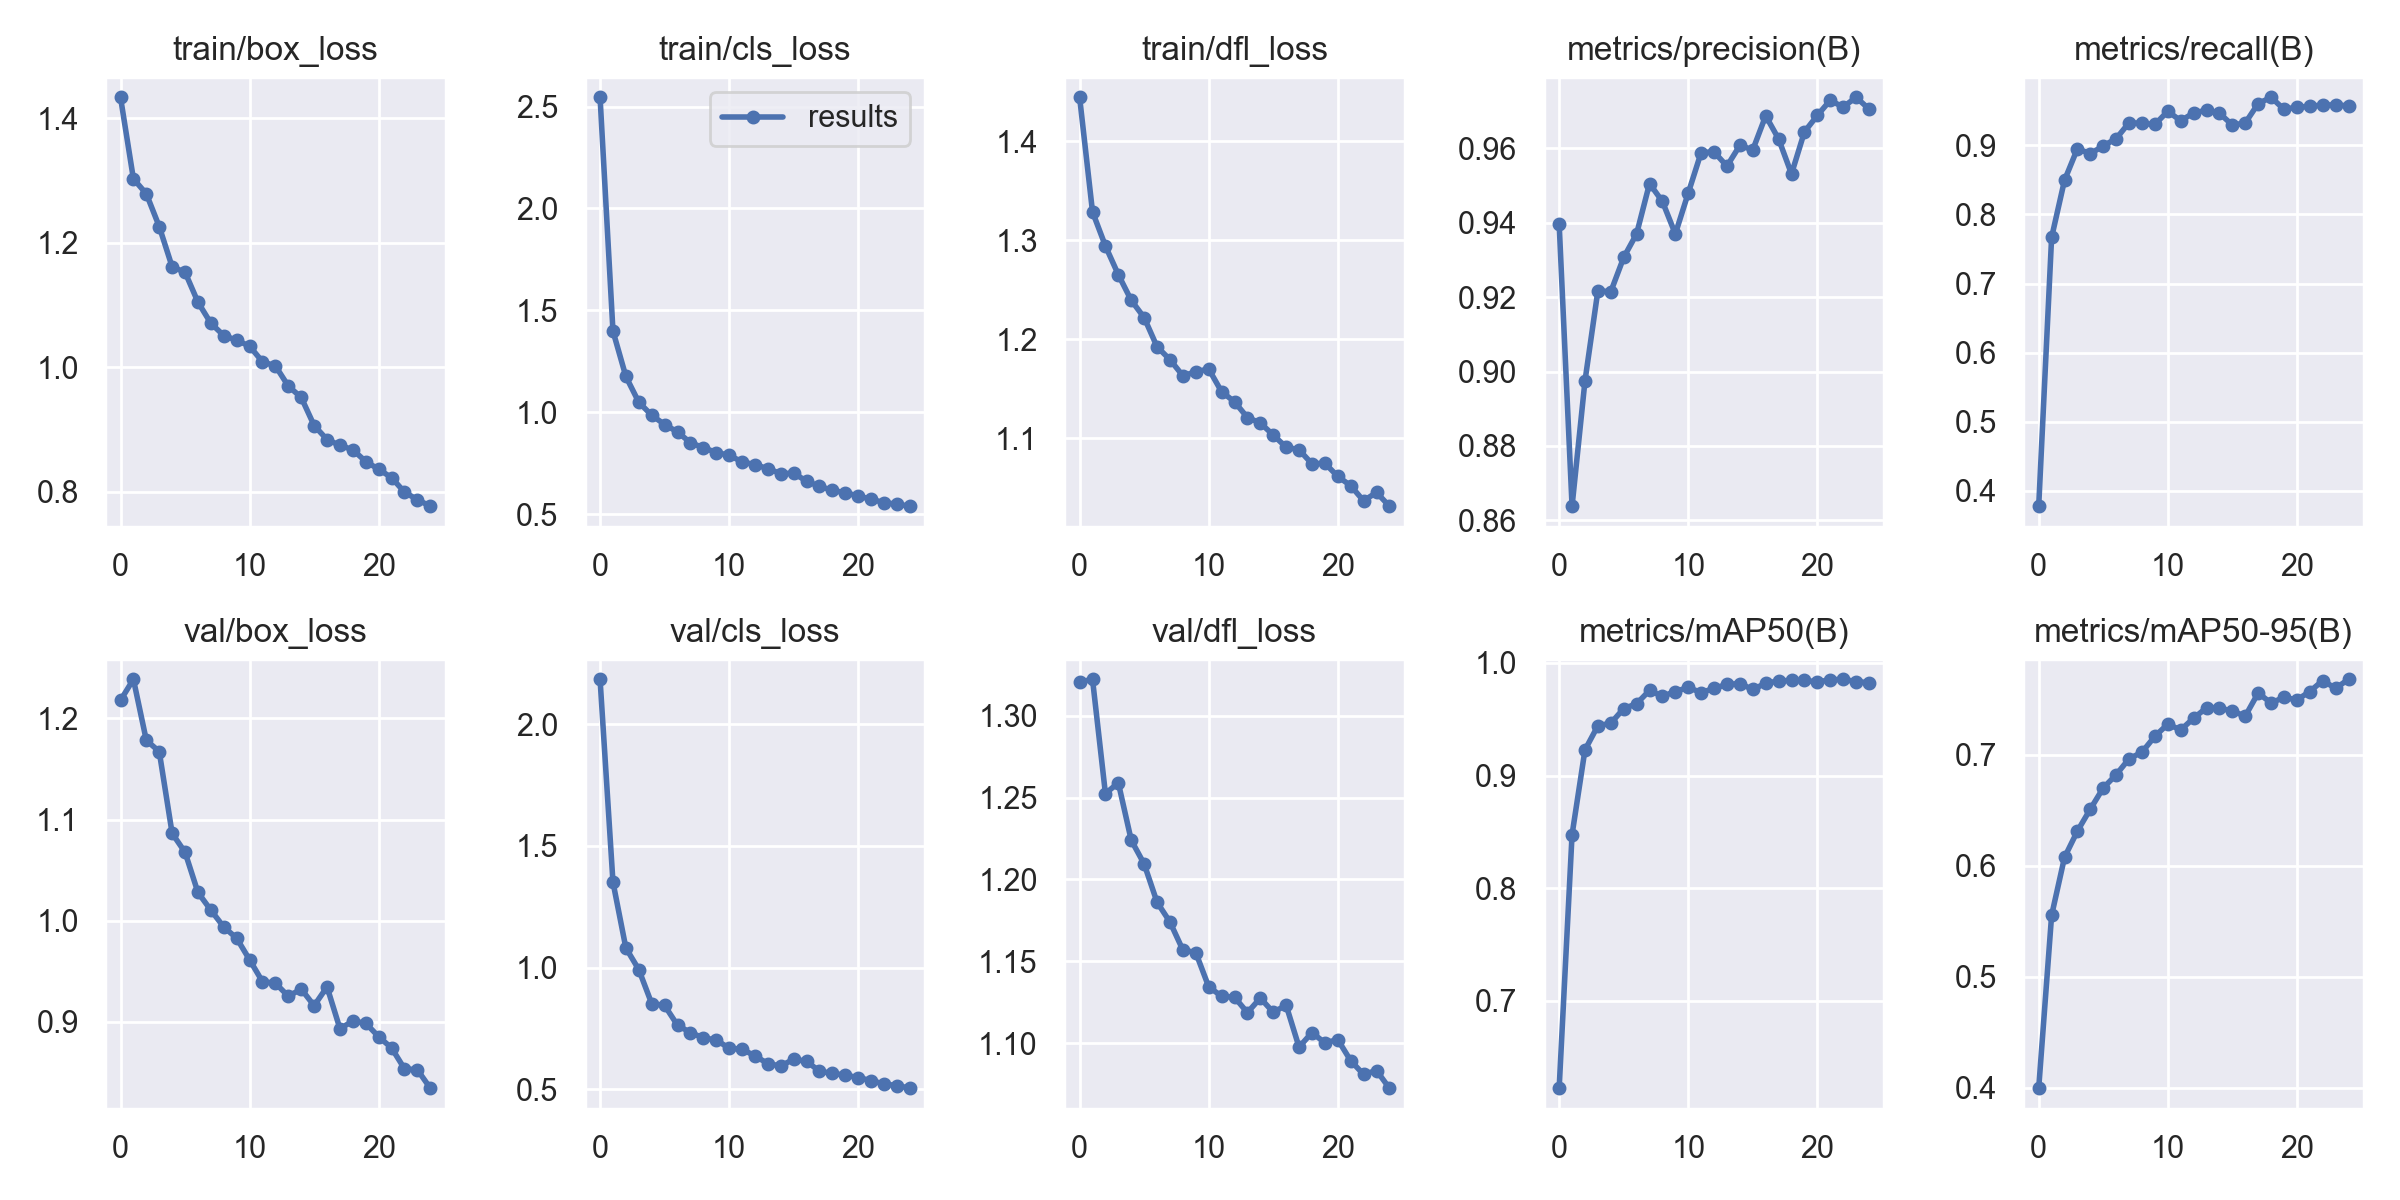 train/box_loss
train/cls_loss
train/dfl_loss
metrics/precision(B)
metrics/recall(B)
results
1.4
1.2
1.0
0.8
0 10 20
2.5
2.0
1.5
1.0
0.5
0 10 20
1.4
1.3
1.2
1.1
0 10 20
0.96
0.94
0.92
0.90
0.88
0.86
0 10 20
0.9
0.8
0.7
0.6
0.5
0.4
0 10 20
val/box_loss
val/cls_loss
val/dfl_loss
metrics/mAP50(B)
metrics/mAP50-95(B)
1.2
1.1
1.0
0.9
0 10 20
2.0
1.5
1.0
0.5
0 10 20
1.30
1.25
1.20
1.15
1.10
0 10 20
1.0
0.9
0.8
0.7
0 10 20
0.7
0.6
0.5
0.4
0 10 20